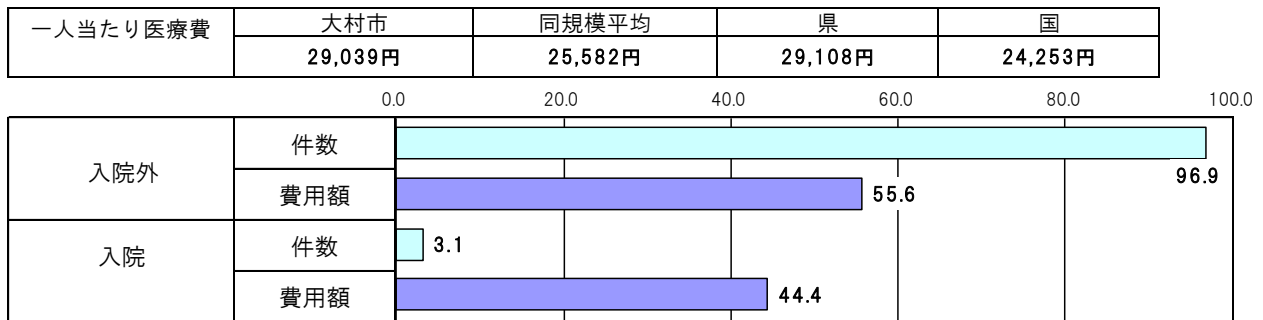 一人当たり医療費 大村市 同規模平均 県 国
29,039円 25,582円 29,108円 24,253円
0.0 20.0 40.0 60.0 80.0 100.0
入院外 件数 96.9
費用額 55.6
入院 件数 3.1
費用額 44.4